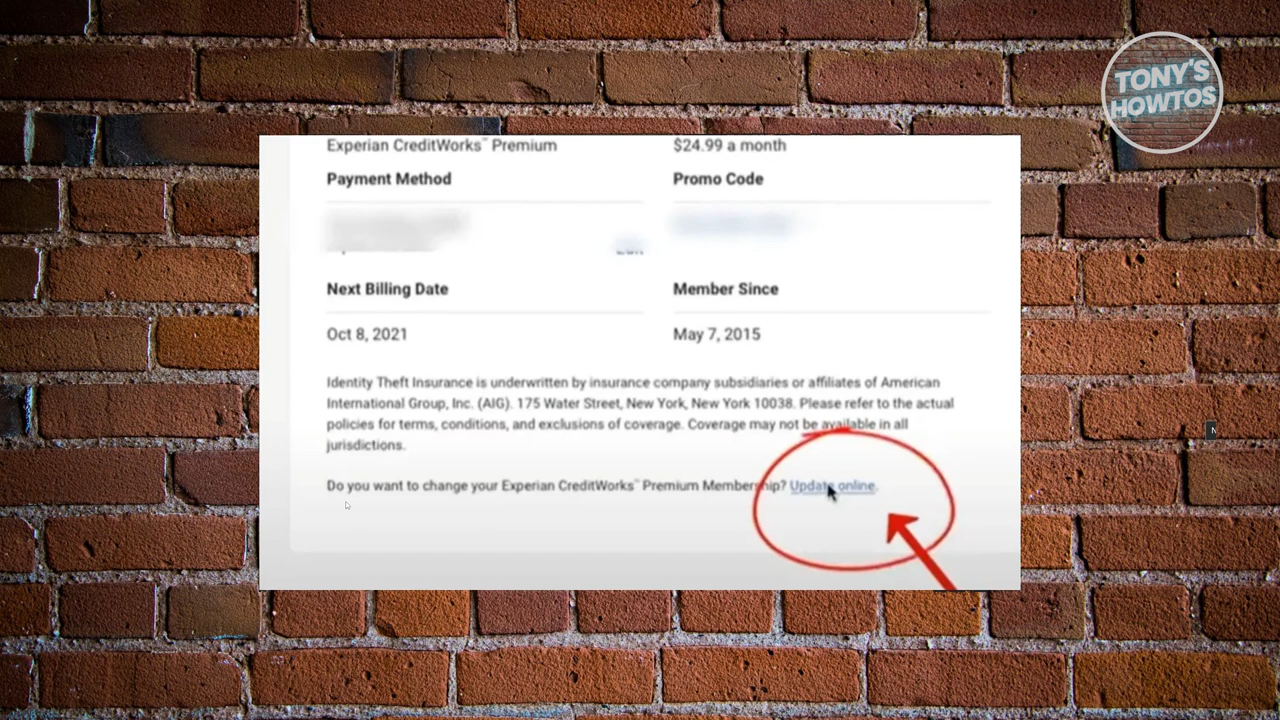 TONY'S
HOWTOS
Experian CreditWorks™ Premium
$24.99 a month
Payment Method
Promo Code
Next Billing Date
Member Since
Oct 8, 2021
May 7, 2015
Identity Theft Insurance is underwritten by insurance company subsidiaries or affiliates of American
International Group, Inc. (AIG). 175 Water Street, New York, New York 10038. Please refer to the actual
policies for terms, conditions, and exclusions of coverage. Coverage may not be available in all
jurisdictions.
Do you want to change your Experian CreditWorks™ Premium Membership? Update online.